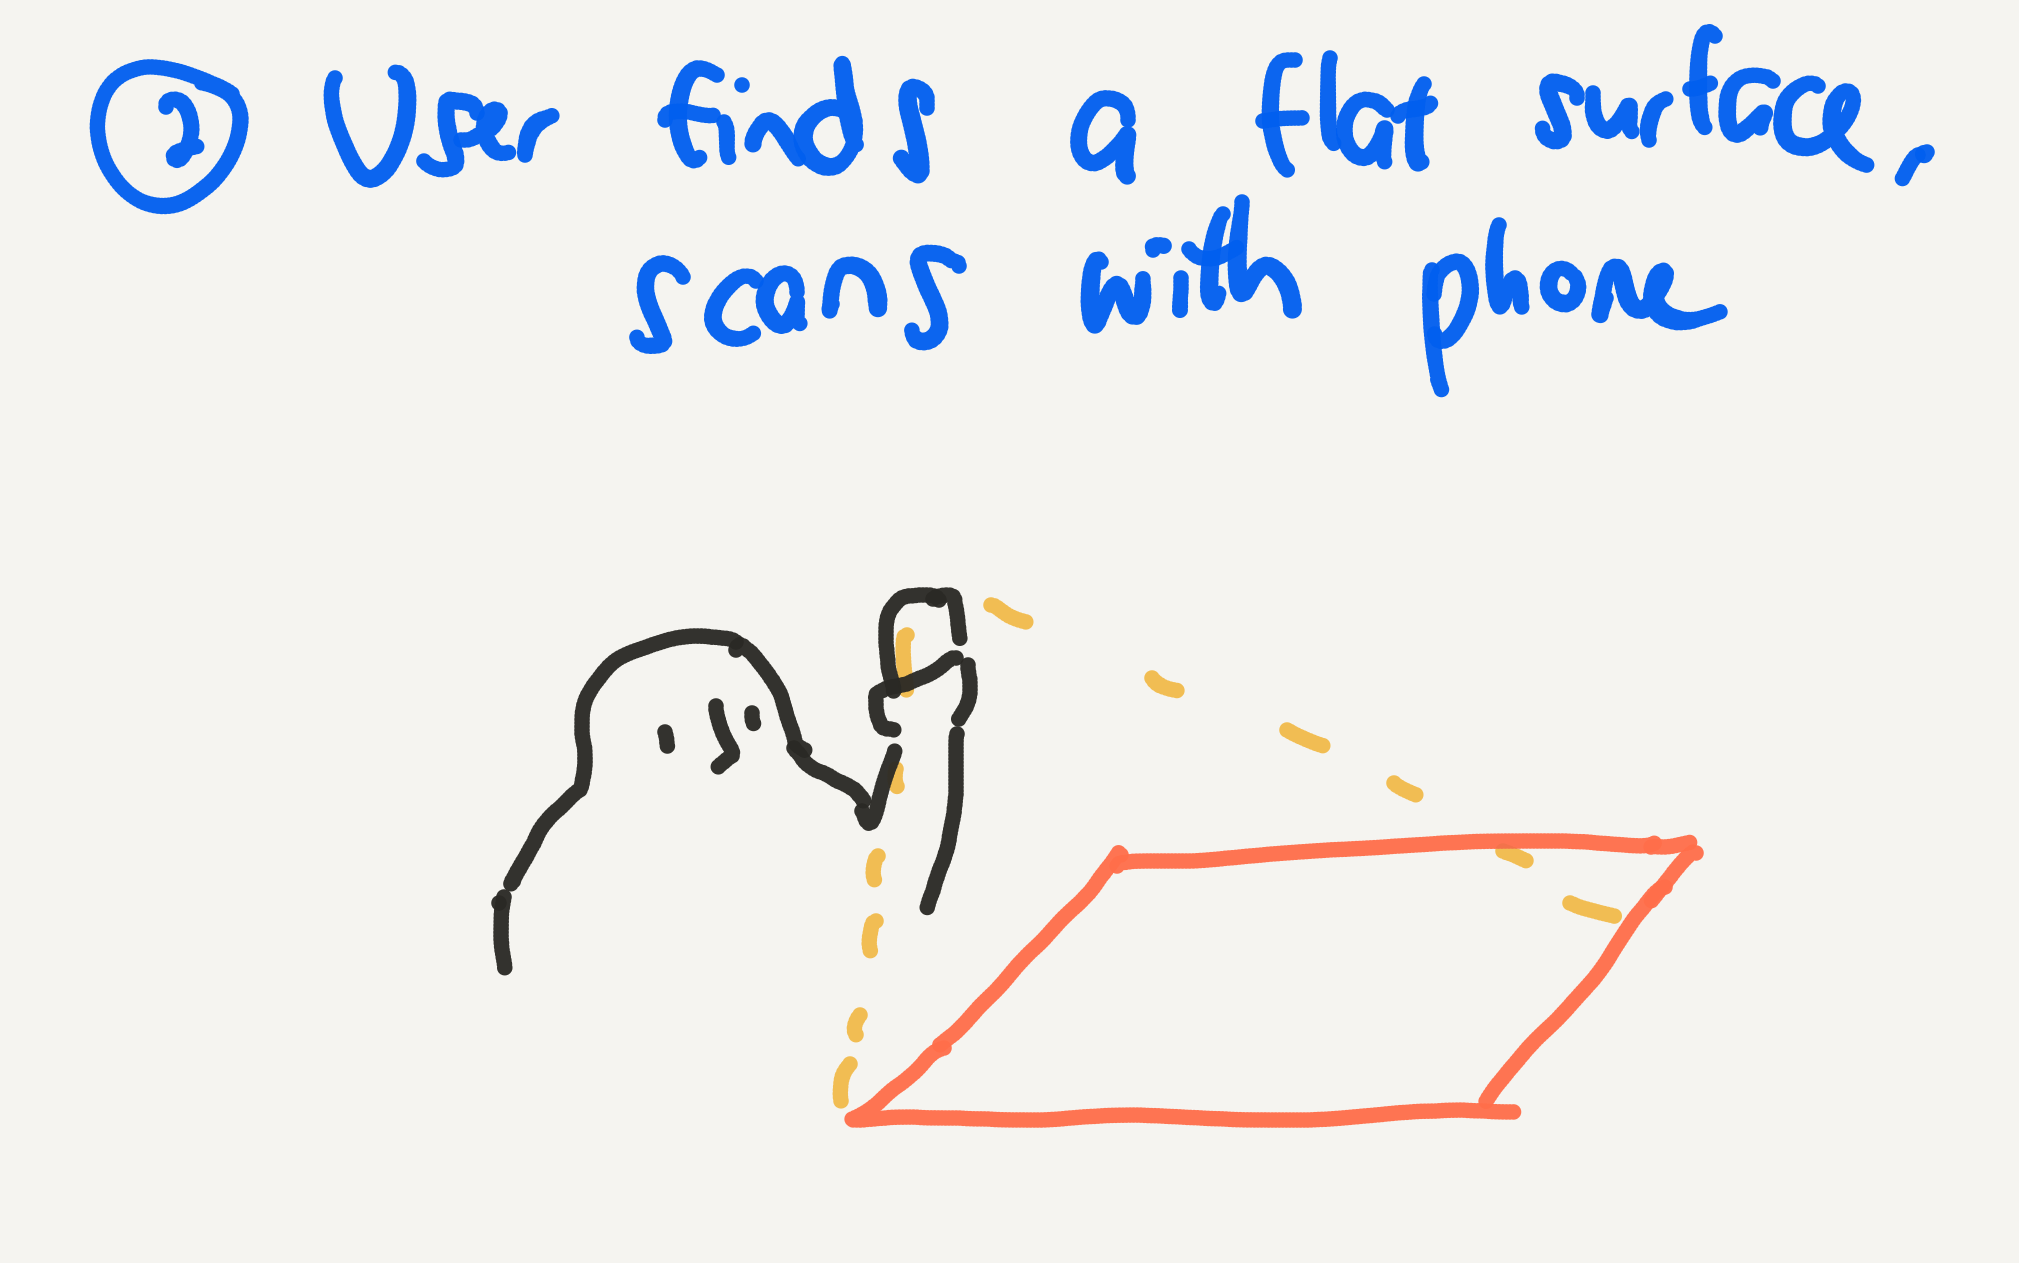 ② User finds a flat surface,
scans with phone